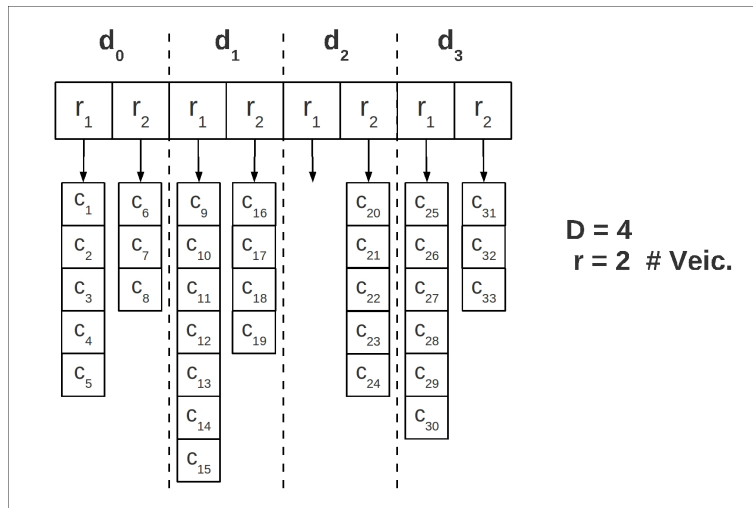 d0 d1 d2 d3
r1 r2 r1 r2 r1 r2 r1 r2
c1 c6 c9 c16 c20 c25 c31
c2 c7 c10 c17 c21 c26 c32
c3 c8 c11 c18 c22 c27 c33
c4 c12 c19 c23 c28
c5 c13 c24 c29
c14 c30
c15
D = 4
r = 2 # Veic.